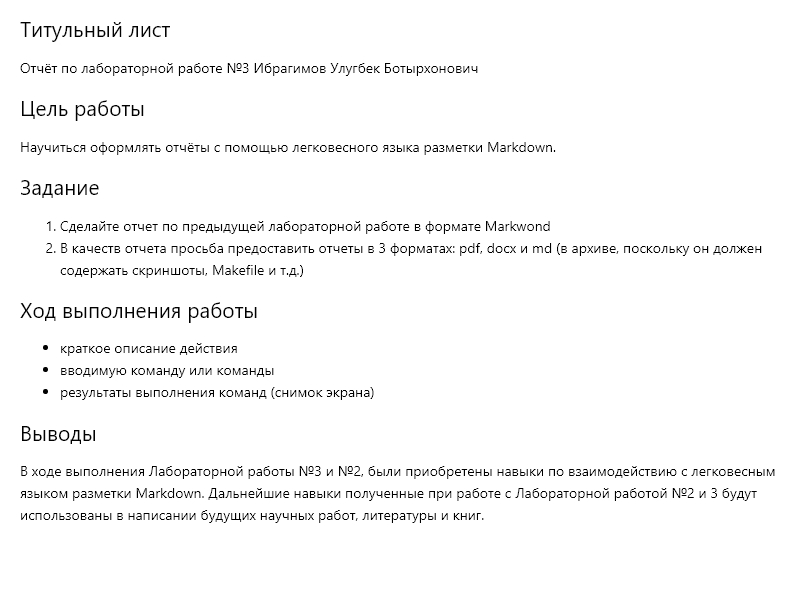 Титульный лист
Отчёт по лабораторной работе №3 Ибрагимов Улугбек Ботырхонович
Цель работы
Научиться оформлять отчёты с помощью легковесного языка разметки Markdown.
Задание
1. Сделайте отчет по предыдущей лабораторной работе в формате Markwond
2. В качеств отчета просьба предоставить отчеты в 3 форматах: pdf, docx и md (в архиве, поскольку он должен
содержать скриншоты, Makefile и т.д.)
Ход выполнения работы
• краткое описание действия
• вводимую команду или команды
• результаты выполнения команд (снимок экрана)
Выводы
В ходе выполнения Лабораторной работы №3 и №2, были приобретены навыки по взаимодействию с легковесным
языком разметки Markdown. Дальнейшие навыки полученные при работе с Лабораторной работой №2 и 3 будут
использованы в написании будущих научных работ, литературы и книг.